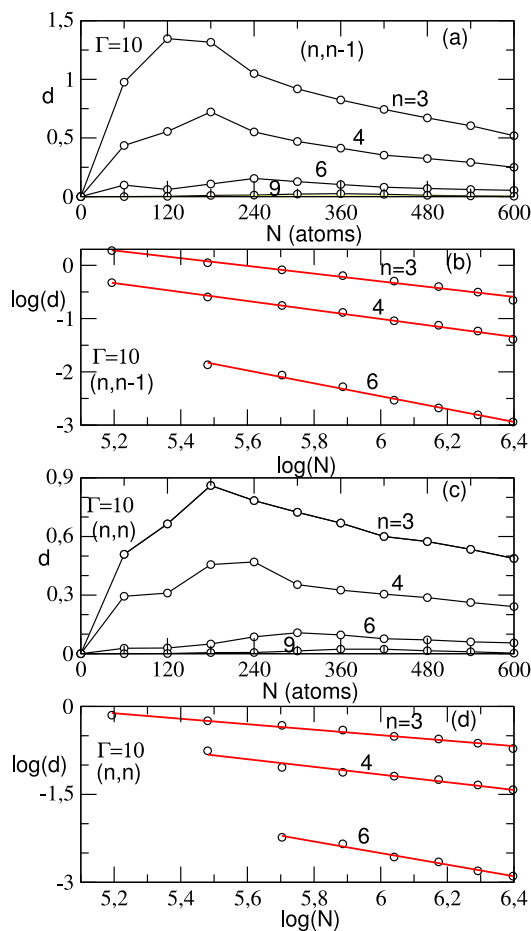 1,5
Γ=10
(n,n-1)
(a)
1
d
n=3
0,5
4
6
9
0
0
120
240
360
480
600
N (atoms)
(b)
0
n=3
log(d)
-1
4
Γ=10
(n,n-1)
-2
6
-3
5,2
5,4
5,6
5,8
6
6,2
6,4
log(N)
0,9
(c)
Γ=10
(n,n)
0,6
n=3
d
0,3
4
6
9
0
0
120
240
360
480
600
N (atoms)
0
(d)
n=3
Γ=10
log(d)
(n,n)
4
-1,5
6
-3
5,2
5,4
5,6
5,8
6
6,2
6,4
log(N)